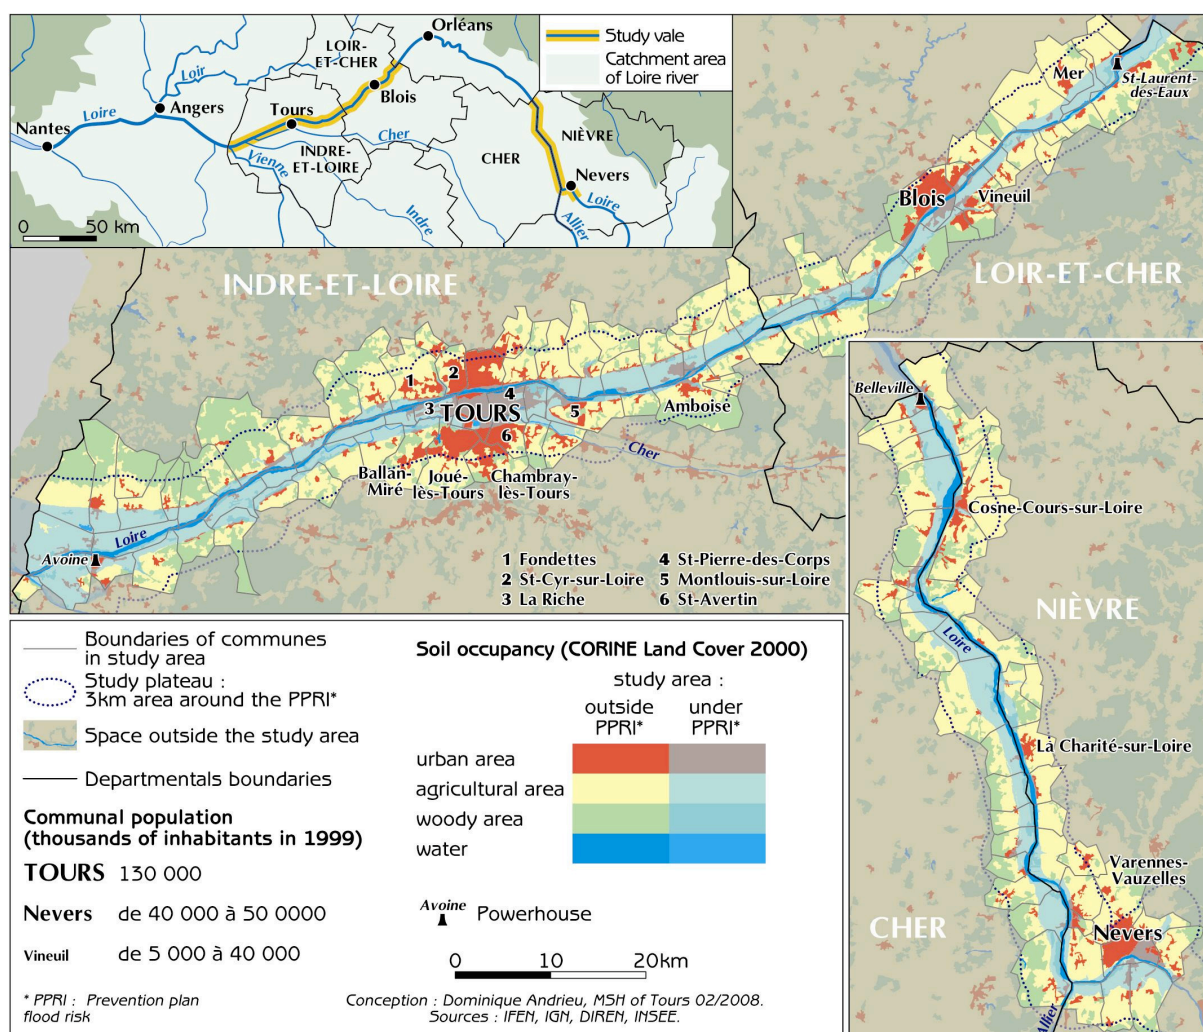 Orléans
LOIR-
ET-CHER
Loir
Blois
Angers
Tours
Loire
Nantes
Cher
Vienne
INDRE-
ET-LOIRE
Indre
CHER
NIÈVRE
Nevers
Loire
Allier
0 50 km
Study vale
Catchment area
of Loire river
Mer
St-Laurent-
des-Eaux
Blois
Vineuil
INDRE-ET-LOIRE
LOIR-ET-CHER
1
2
3
4
TOURS
5
6
Amboise
Cher
Ballan-
Miré
Joué-
lès-Tours
Chambray-
lès-Tours
Loire
Avoine
1 Fondettes
2 St-Cyr-sur-Loire
3 La Riche
4 St-Pierre-des-Corps
5 Montlouis-sur-Loire
6 St-Avertin
Belleville
Cosne-Cours-sur-Loire
NIÈVRE
Loire
La Charité-sur-Loire
Varennes-
Vauzelles
CHER
Nevers
Allier
Boundaries of communes
in study area
Study plateau :
3km area around the PPRI*
Space outside the study area
Departmentals boundaries
Communal population
(thousands of inhabitants in 1999)
TOURS 130 000
Nevers de 40 000 à 50 0000
Vineuil de 5 000 à 40 000
* PPRI : Prevention plan
flood risk
Soil occupancy (CORINE Land Cover 2000)
study area :
outside
PPRI*
under
PPRI*
urban area
agricultural area
woody area
water
Avoine Powerhouse
0 10 20km
Conception : Dominique Andrieu, MSH of Tours 02/2008.
Sources : IFEN, IGN, DIREN, INSEE.